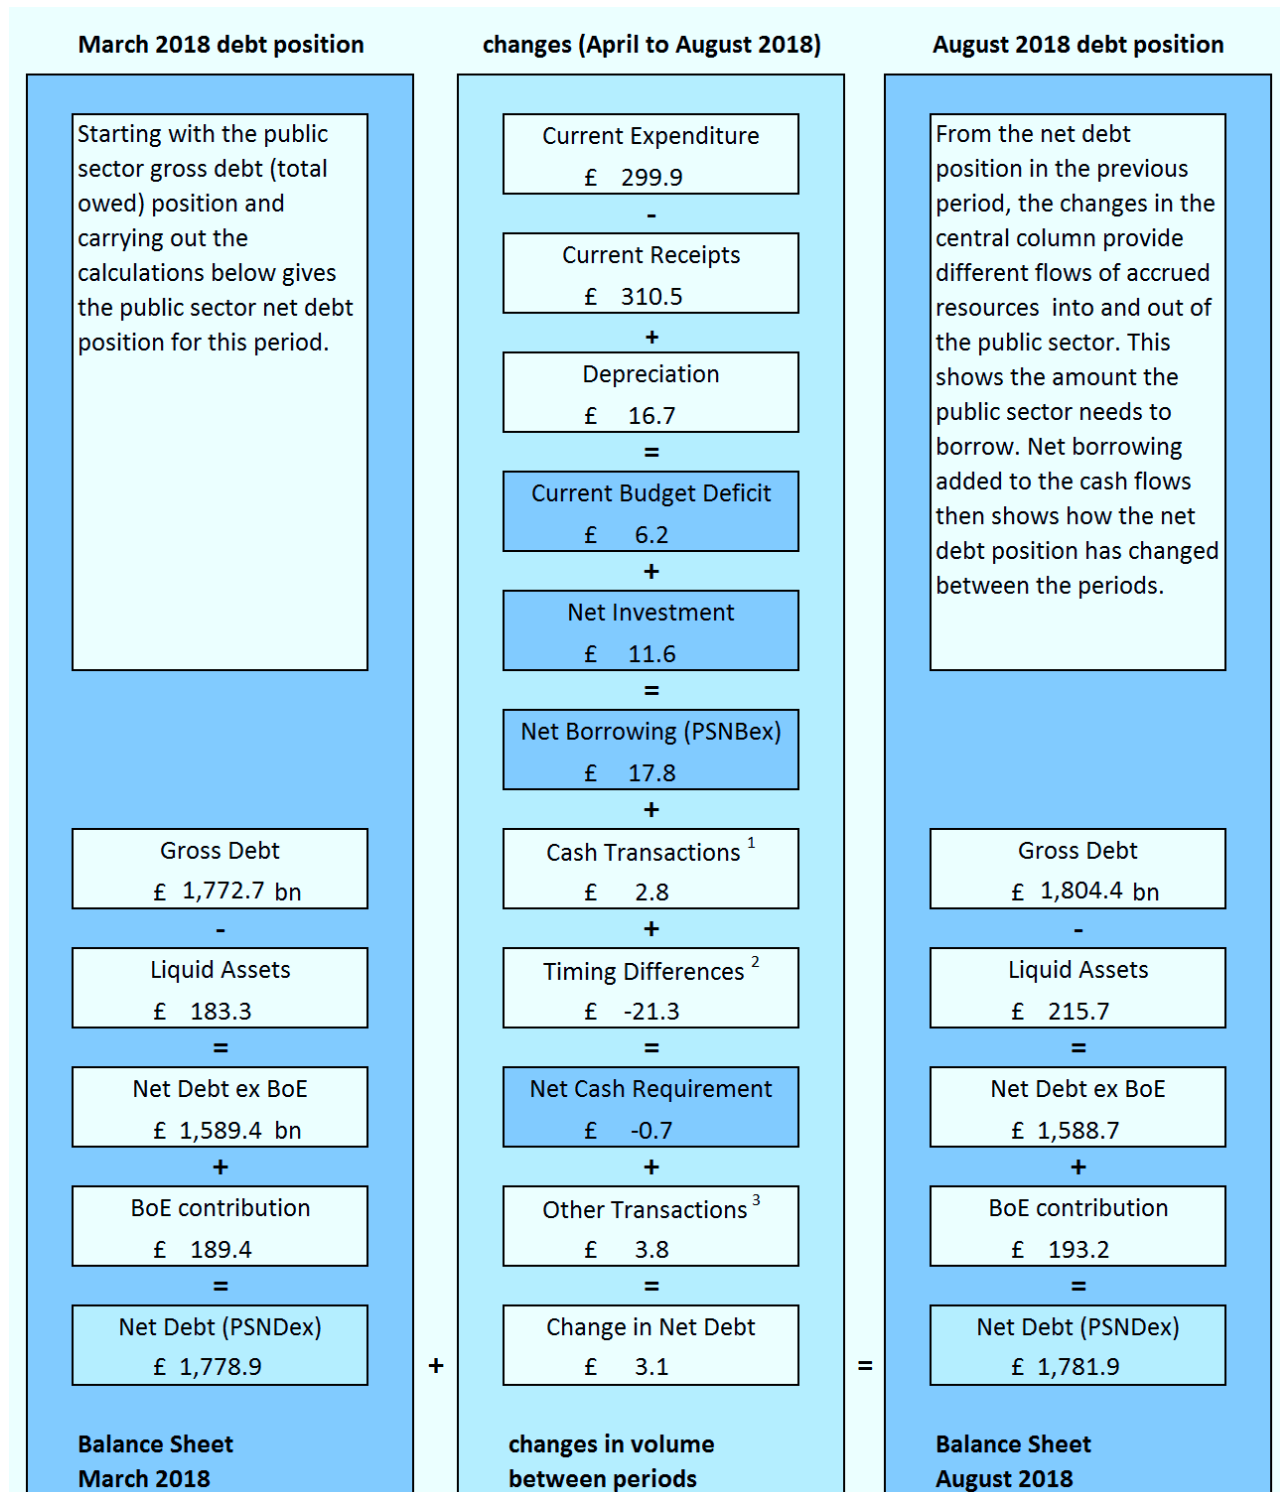 March 2018 debt position
Starting with the public
sector gross debt (total
owed) position and
carrying out the
calculations below gives
the public sector net debt
position for this period.
Gross Debt
£ 1,772.7 bn
-
Liquid Assets
£ 183.3
=
Net Debt ex BoE
£ 1,589.4 bn
+
BoE contribution
£ 189.4
=
Net Debt (PSNDex)
£ 1,778.9
Balance Sheet
March 2018
+
changes (April to August 2018)
Current Expenditure
£ 299.9
-
Current Receipts
£ 310.5
+
Depreciation
£ 16.7
=
Current Budget Deficit
£ 6.2
+
Net Investment
£ 11.6
=
Net Borrowing (PSNBex)
£ 17.8
+
Cash Transactions 1
£ 2.8
+
Timing Differences 2
£ -21.3
=
Net Cash Requirement
£ -0.7
+
Other Transactions 3
£ 3.8
=
Change in Net Debt
£ 3.1
changes in volume
between periods
=
August 2018 debt position
From the net debt
position in the previous
period, the changes in the
central column provide
different flows of accrued
resources into and out of
the public sector. This
shows the amount the
public sector needs to
borrow. Net borrowing
added to the cash flows
then shows how the net
debt position has changed
between the periods.
Gross Debt
£ 1,804.4 bn
-
Liquid Assets
£ 215.7
=
Net Debt ex BoE
£ 1,588.7
+
BoE contribution
£ 193.2
=
Net Debt (PSNDex)
£ 1,781.9
Balance Sheet
August 2018